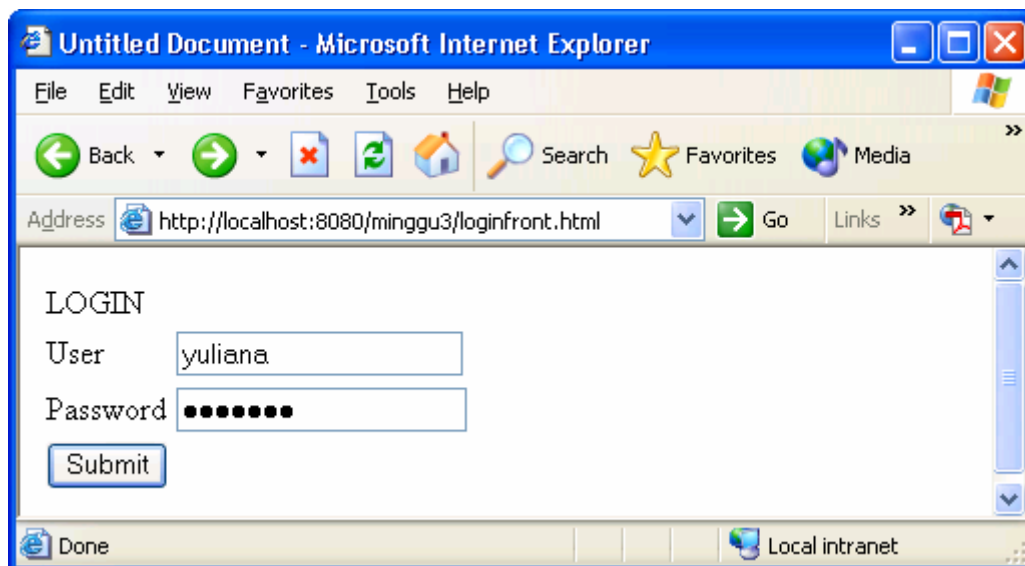 Untitled Document - Microsoft Internet Explorer
File Edit View Favorites Tools Help
Back Search Favorites Media »
Address http://localhost:8080/minggu3/loginfront.html Go Links »
LOGIN
User yuliana
Password •••••••
Submit
Done Local intranet